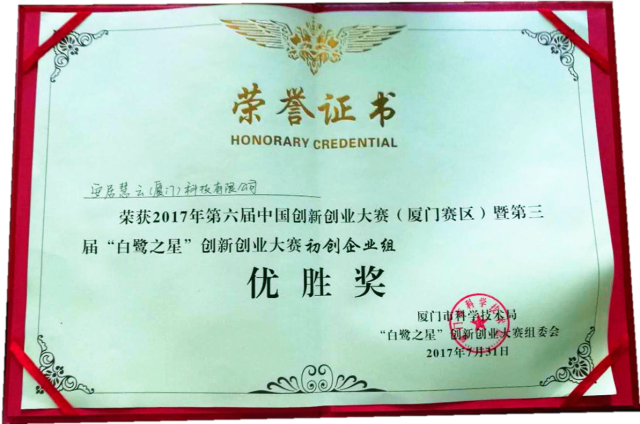 荣誉证书
HONORARY CREDENTIAL
安居慧云(厦门)科技有限公司
荣获2017年第六届中国创新创业大赛(厦门赛区)暨第三
届“白鹭之星”创新创业大赛初创企业组
优胜奖
厦门市科学技术局
“白鹭之星”创新创业大赛组委会
2017年7月31日